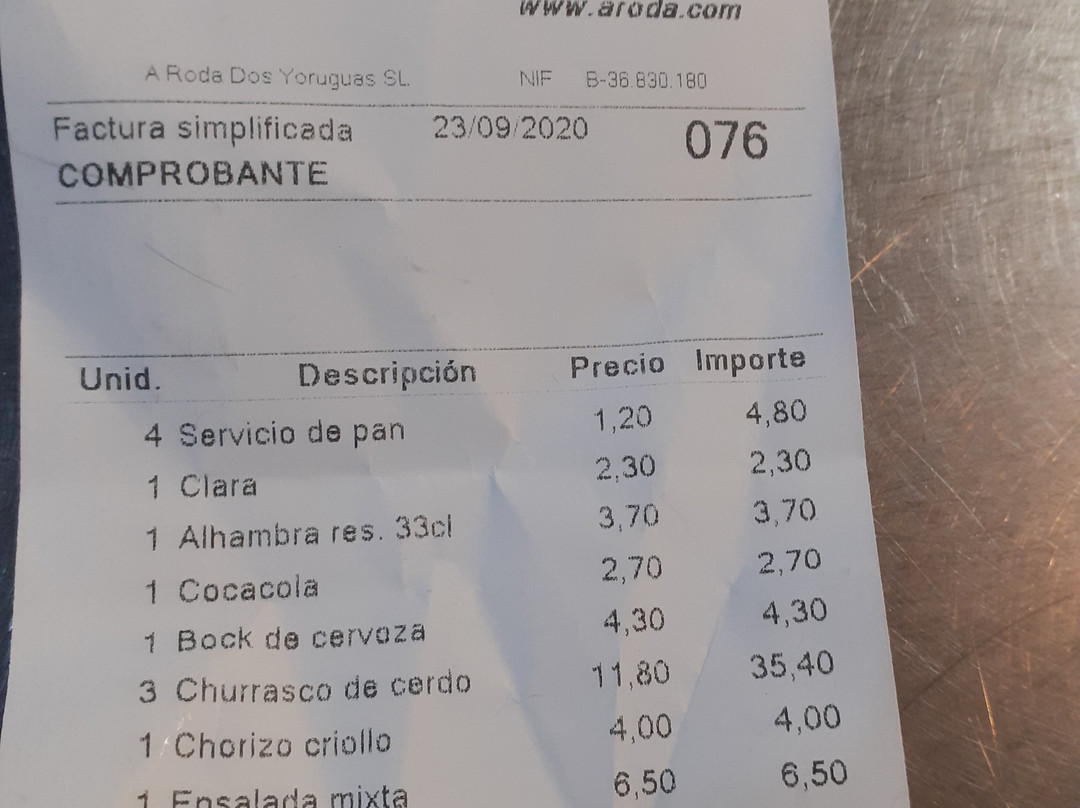 www.aroda.com
A Roda Dos Yoruguas SL. NIF B-36.830.180
Factura simplificada 23/09/2020 076
COMPROBANTE
Unid. Descripción Precio Importe
4 Servicio de pan 1,20 4,80
1 Clara 2,30 2,30
1 Alhambra res. 33cl 3,70 3,70
1 Cocacola 2,70 2,70
1 Bock de cerveza 4,30 4,30
3 Churrasco de cerdo 11,80 35,40
1 Chorizo criollo 4,00 4,00
1 Ensalada mixta 6,50 6,50